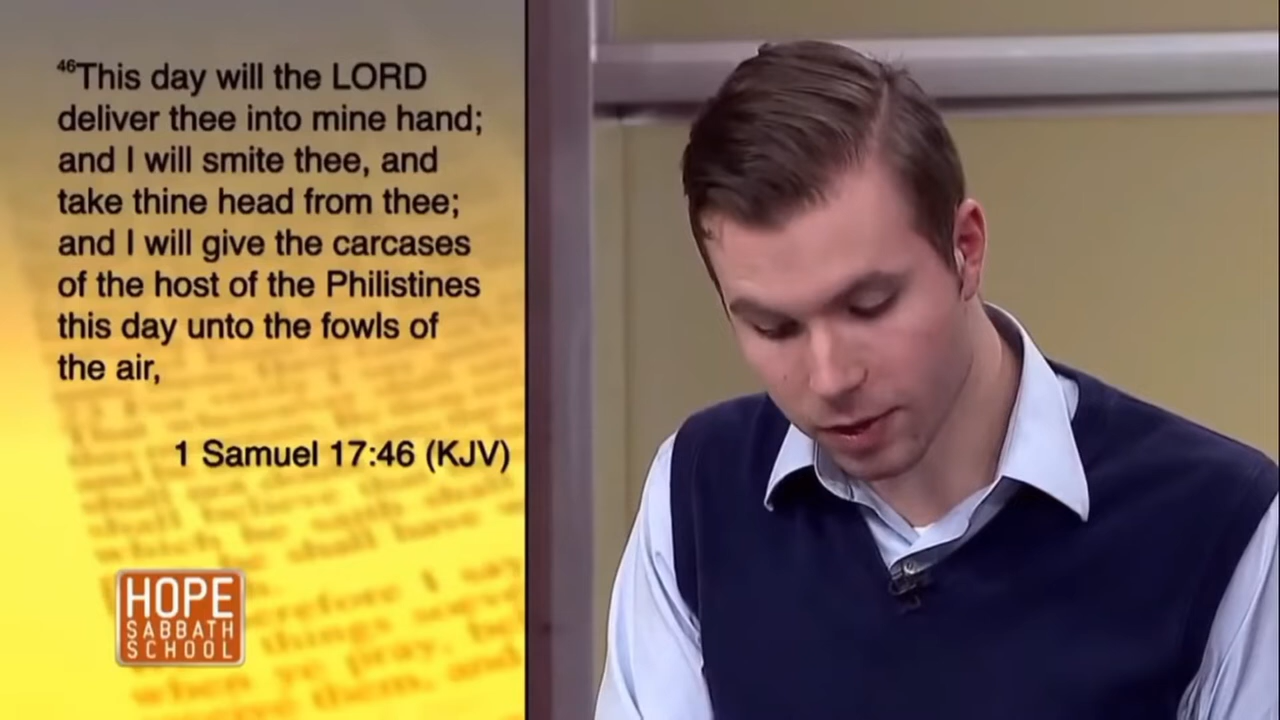 46This day will the LORD
deliver thee into mine hand;
and I will smite thee, and
take thine head from thee;
and I will give the carcases
of the host of the Philistines
this day unto the fowls of
the air,
1 Samuel 17:46 (KJV)
HOPE
SABBATH
SCHOOL